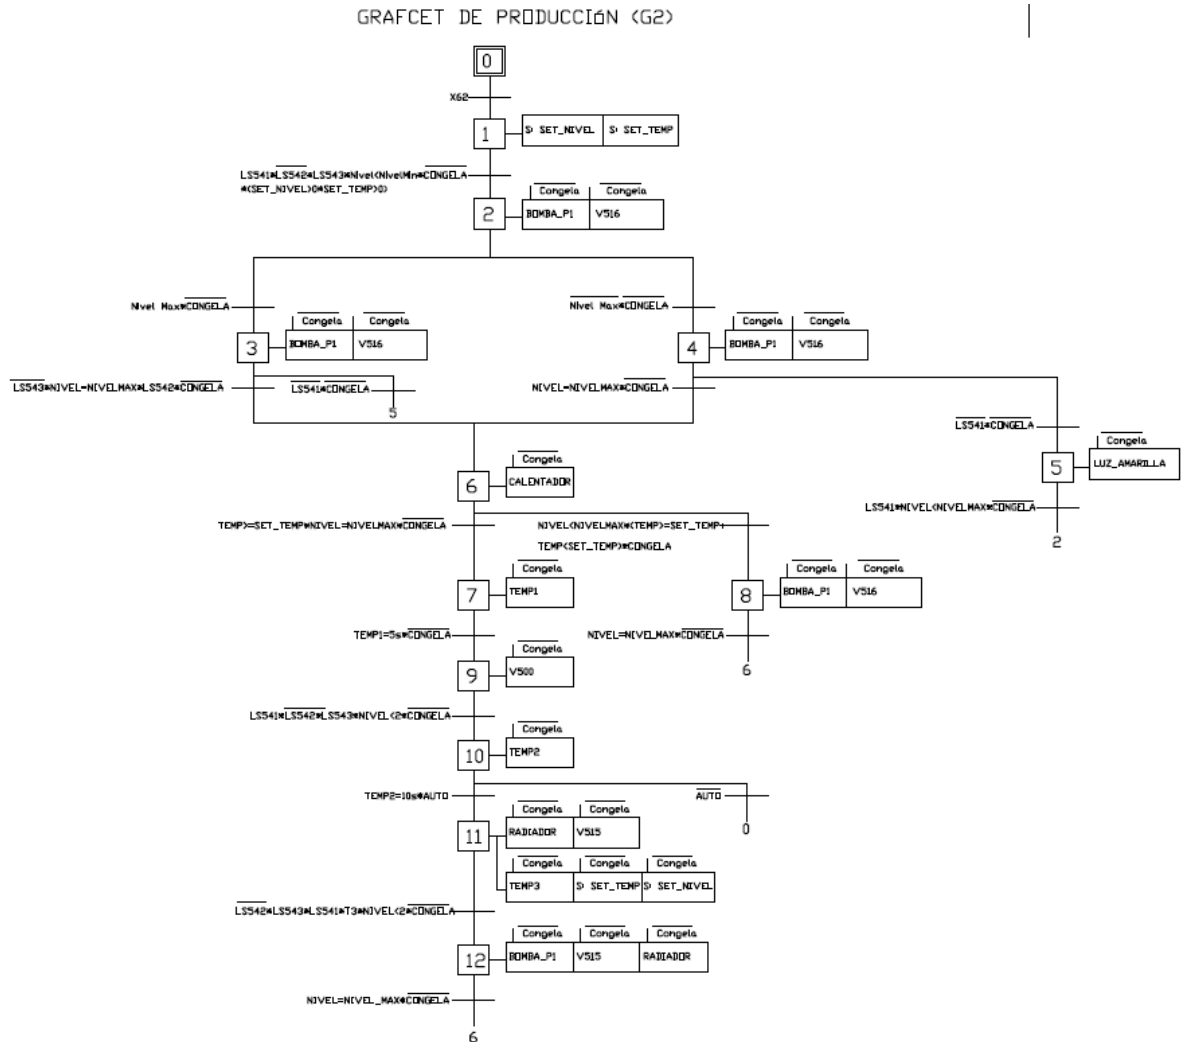 GRAFCET DE PRODUCCIóN (G2)
0
X62
1
S: SET_NIVEL S: SET_TEMP
LS541*LS542*LS543*Nivel<NivelMin*CONGELA
*(SET_NIVEL>0*SET_TEMP>0)
Congela Congela
2
BOMBA_P1 V516
Nivel Max*CONGELA
Nivel Max*CONGELA
Congela Congela
Congela Congela
3
BOMBA_P1 V516
4
BOMBA_P1 V516
LS543*NIVEL=NIVELMAX*LS542*CONGELA
LS541*CONGELA
NIVEL=NIVELMAX*CONGELA
5
LS541*CONGELA
Congela
5
LUZ_AMARILLA
Congela
6
CALENTADOR
LS541*NIVEL<NIVELMAX*CONGELA
2
TEMP>=SET_TEMP*NIVEL=NIVELMAX*CONGELA
NIVEL<NIVELMAX*(TEMP>=SET_TEMP+
TEMP<SET_TEMP)*CONGELA
Congela
Congela Congela
7
TEMP1
8
BOMBA_P1 V516
TEMP1=5s*CONGELA
NIVEL=NIVELMAX*CONGELA
Congela
6
9
V500
LS541*LS542*LS543*NIVEL<2*CONGELA
Congela
10
TEMP2
TEMP2=10s*AUTO
AUTO
Congela Congela
0
11
RADIADOR V515
Congela Congela Congela
TEMP3 S: SET_TEMP S: SET_NIVEL
LS542*LS543*LS541*T3*NIVEL<2*CONGELA
Congela Congela Congela
12
BOMBA_P1 V515 RADIADOR
NIVEL=NIVEL_MAX*CONGELA
6